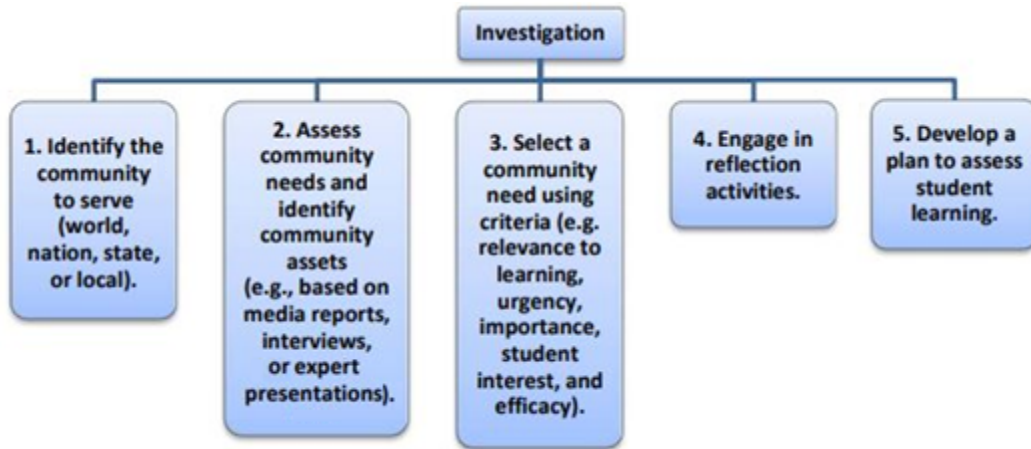 Investigation
1. Identify the
community
to serve
(world,
nation, state,
or local).
2. Assess
community
needs and
identify
community
assets
(e.g., based on
media reports,
interviews,
or expert
presentations).
3. Select a
community
need using
criteria (e.g.
relevance to
learning,
urgency,
importance,
student
interest, and
efficacy).
4. Engage in
reflection
activities.
5. Develop a
plan to assess
student
learning.